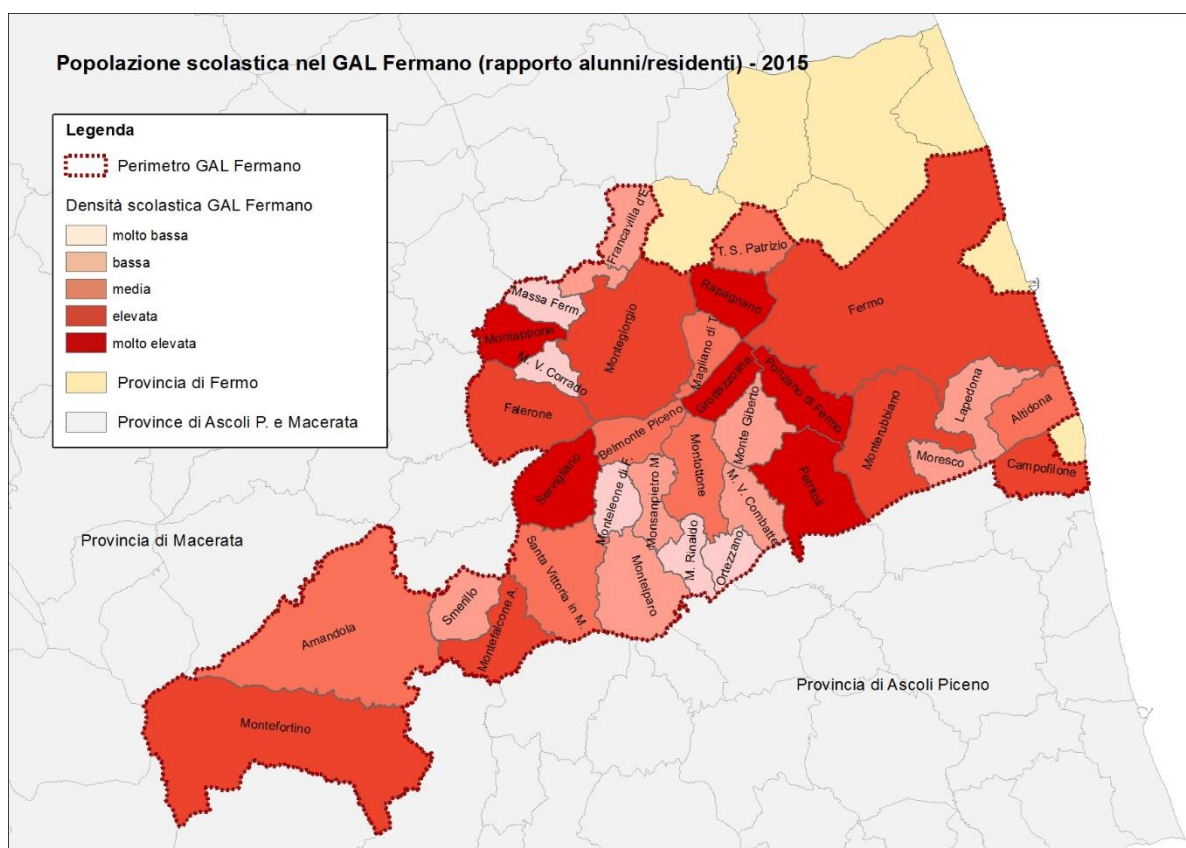 Popolazione scolastica nel GAL Fermano (rapporto alunni/residenti) - 2015
Legenda
Perimetro GAL Fermano
Densità scolastica GAL Fermano
molto bassa
bassa
media
elevata
molto elevata
Provincia di Fermo
Province di Ascoli P. e Macerata
Francavilla d'E.
T. S. Patrizio
Massa Ferm
Rapagnano
Fermo
Montappone
Montegiorgio
Magliano di T.
M. V. Corrado
Grottazzolina
Ponzano di Fermo
Lapedona
Altidona
Falerone
Belmonte Piceno
Monte Giberto
Monterubbiano
Moresco
Campofilone
Servigliano
Monteleone di F.
Monsanpietro M.
Montottone
M. V. Combatte
Petritoli
Provincia di Macerata
Santa Vittoria in M.
M. Rinaldo
Ortezzano
Montelparo
Smerillo
Montefalcone A.
Amandola
Provincia di Ascoli Piceno
Montefortino